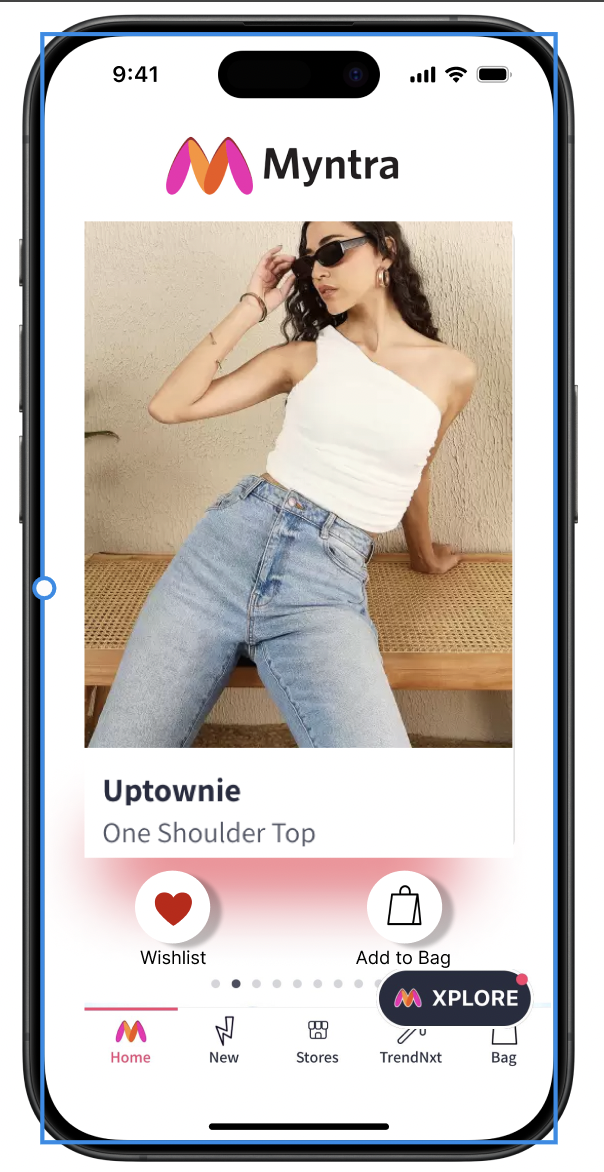 9:41
Myntra
Uptownie
One Shoulder Top
Wishlist
Add to Bag
XPLORE
Home
New
Stores
TrendNxt
Bag